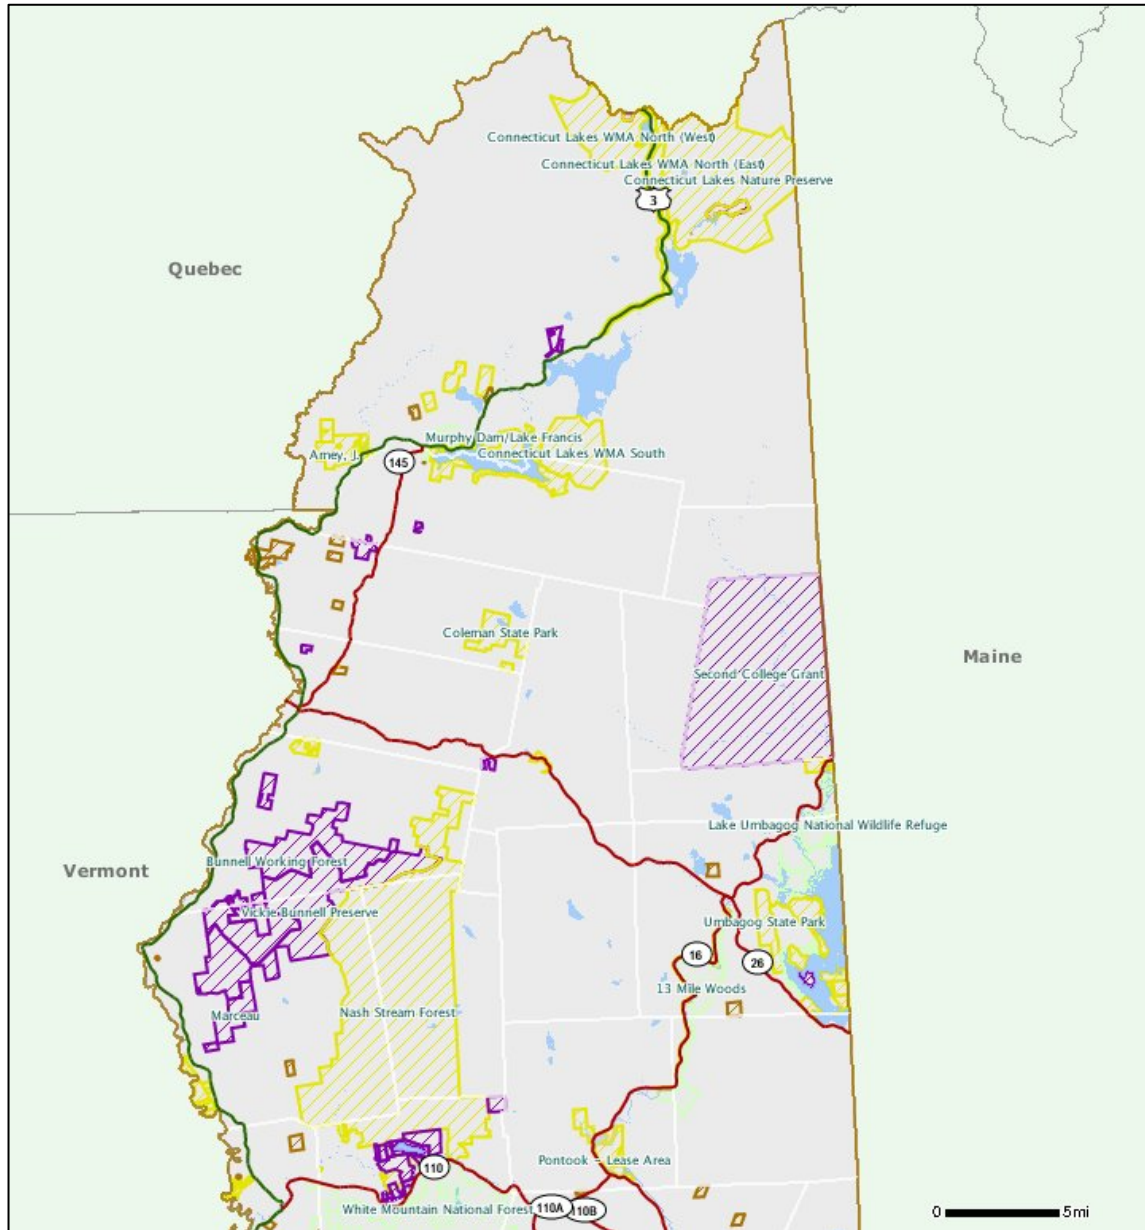 Connecticut Lakes WMA North (West)
Connecticut Lakes WMA North (East)
Connecticut Lakes Nature Preserve
3
Quebec
Murphy Dam/Lake Francis
Connecticut Lakes WMA South
Amey, J.
145
Coleman State Park
Maine
Second College Grant
Lake Umbagog National Wildlife Refuge
Bunnell Working Forest
Vermont
Vickie Bunnell Preserve
Umbagog State Park
16
26
13 Mile Woods
Marceau
Nash Stream Forest
Pontook - Lease Area
110
White Mountain National Forest
110A
110B
0 5mi